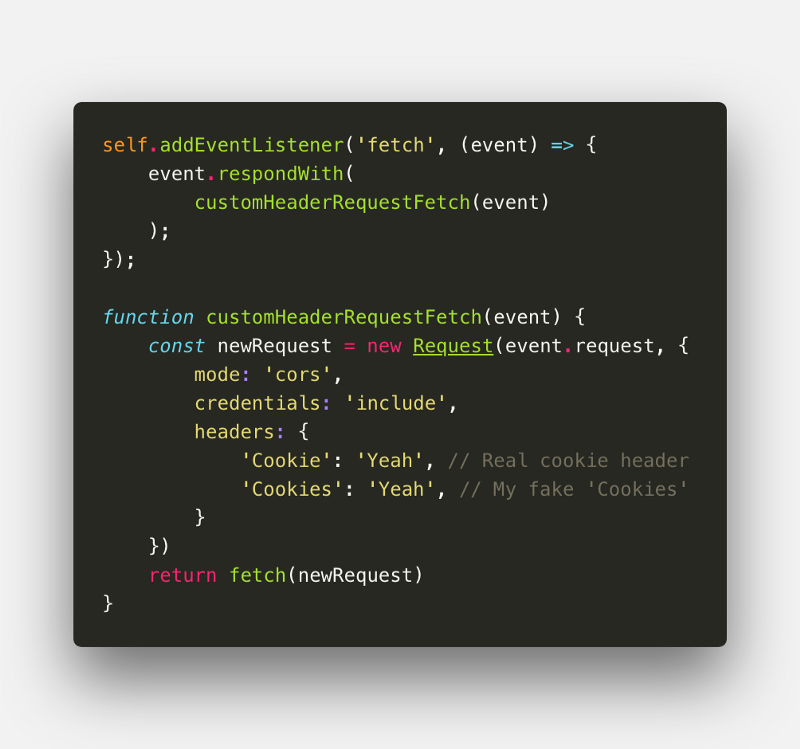 self.addEventListener('fetch', (event) => {
    event.respondWith(
        customHeaderRequestFetch(event)
    );
});

function customHeaderRequestFetch(event) {
    const newRequest = new Request(event.request, {
        mode: 'cors',
        credentials: 'include',
        headers: {
            'Cookie': 'Yeah', // Real cookie header
            'Cookies': 'Yeah', // My fake 'Cookies'
        }
    })
    return fetch(newRequest)
}